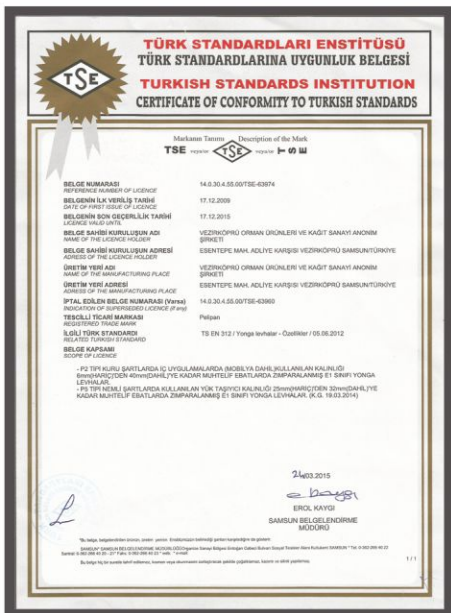 TÜRK STANDARDLARI ENSTİTÜSÜ
TÜRK STANDARDLARINA UYGUNLUK BELGESİ
TURKISH STANDARDS INSTITUTION
CERTIFICATE OF CONFORMITY TO TURKISH STANDARDS
TSE
Markanın Tanımı Description of the Mark
TSE veya/or TSE veya/or TSE
BELGE NUMARASI 14.0.30.4.55.00/TSE-63974
REFERENCE NUMBER OF LICENCE
BELGENİN İLK VERİLİŞ TARİHİ 17.12.2009
DATE OF FIRST ISSUE OF LICENCE
BELGENİN SON GEÇERLİLİK TARİHİ 17.12.2015
LICENCE VALID UNTIL
BELGE SAHİBİ KURULUŞUN ADI VEZİRKÖPRÜ ORMAN ÜRÜNLERİ VE KAĞIT SANAYİ ANONİM
NAME OF THE LICENCE HOLDER ŞİRKETİ
BELGE SAHİBİ KURULUŞUN ADRESİ ESENTEPE MAH. ADLİYE KARŞISI VEZİRKÖPRÜ SAMSUN/TÜRKİYE
ADRESS OF THE LICENCE HOLDER
ÜRETİM YERİ ADI VEZİRKÖPRÜ ORMAN ÜRÜNLERİ VE KAĞIT SANAYİ ANONİM
NAME OF THE MANUFACTURING PLACE ŞİRKETİ
ÜRETİM YERİ ADRESİ ESENTEPE MAH. ADLİYE KARŞISI VEZİRKÖPRÜ SAMSUN/TÜRKİYE
ADRESS OF THE MANUFACTURING PLACE
İPTAL EDİLEN BELGE NUMARASI (Varsa) 14.0.30.4.55.00/TSE-63960
INDICATION OF SUPERSEDED LICENCE (if any)
TESCİLLİ TİCARİ MARKASI Pelipan
REGISTERED TRADE MARK
İLGİLİ TÜRK STANDARDI TS EN 312 / Yonga levhalar - Özellikler / 05.06.2012
RELATED TURKISH STANDARD
BELGE KAPSAMI
SCOPE OF LICENCE
- P2 TİPİ KURU ŞARTLARDA İÇ UYGULAMALARDA (MOBİLYA DAHİL)KULLANILAN KALINLIĞI
6mm(HARİÇ)'DEN 40mm(DAHİL)'YE KADAR MUHTELİF EBATLARDA ZIMPARALANMIŞ E1 SINIFI YONGA
LEVHALAR.
- P5 TİPİ NEMLİ ŞARTLARDA KULLANILAN YÜK TAŞIYICI KALINLIĞI 25mm(HARİÇ)'DEN 32mm(DAHİL)'YE
KADAR MUHTELİF EBATLARDA ZIMPARALANMIŞ E1 SINIFI YONGA LEVHALAR. (K.G. 19.03.2014)
24.03.2015
e. kaygı
EROL KAYGI
SAMSUN BELGELENDİRME
MÜDÜRÜ
1 / 1